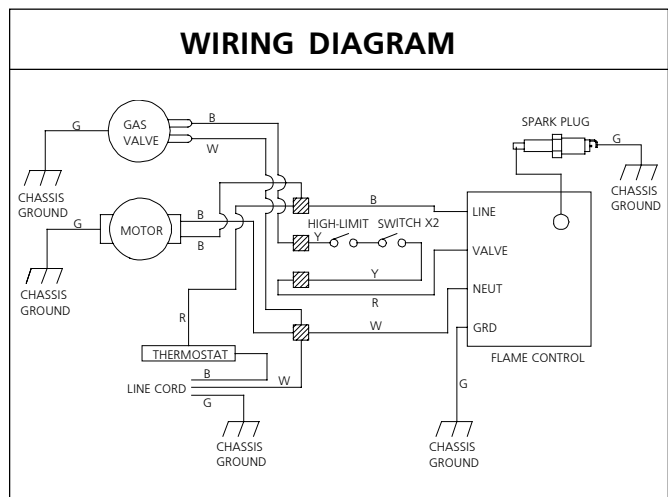 WIRING DIAGRAM
G
GAS
VALVE
B
W
CHASSIS
GROUND
SPARK PLUG
G
CHASSIS
GROUND
G
MOTOR
B
B
CHASSIS
GROUND
B
LINE
HIGH-LIMIT SWITCH X2
Y
VALVE
Y
R
NEUT
R
W
GRD
FLAME CONTROL
THERMOSTAT
B
LINE CORD
W
G
G
CHASSIS
GROUND
CHASSIS
GROUND